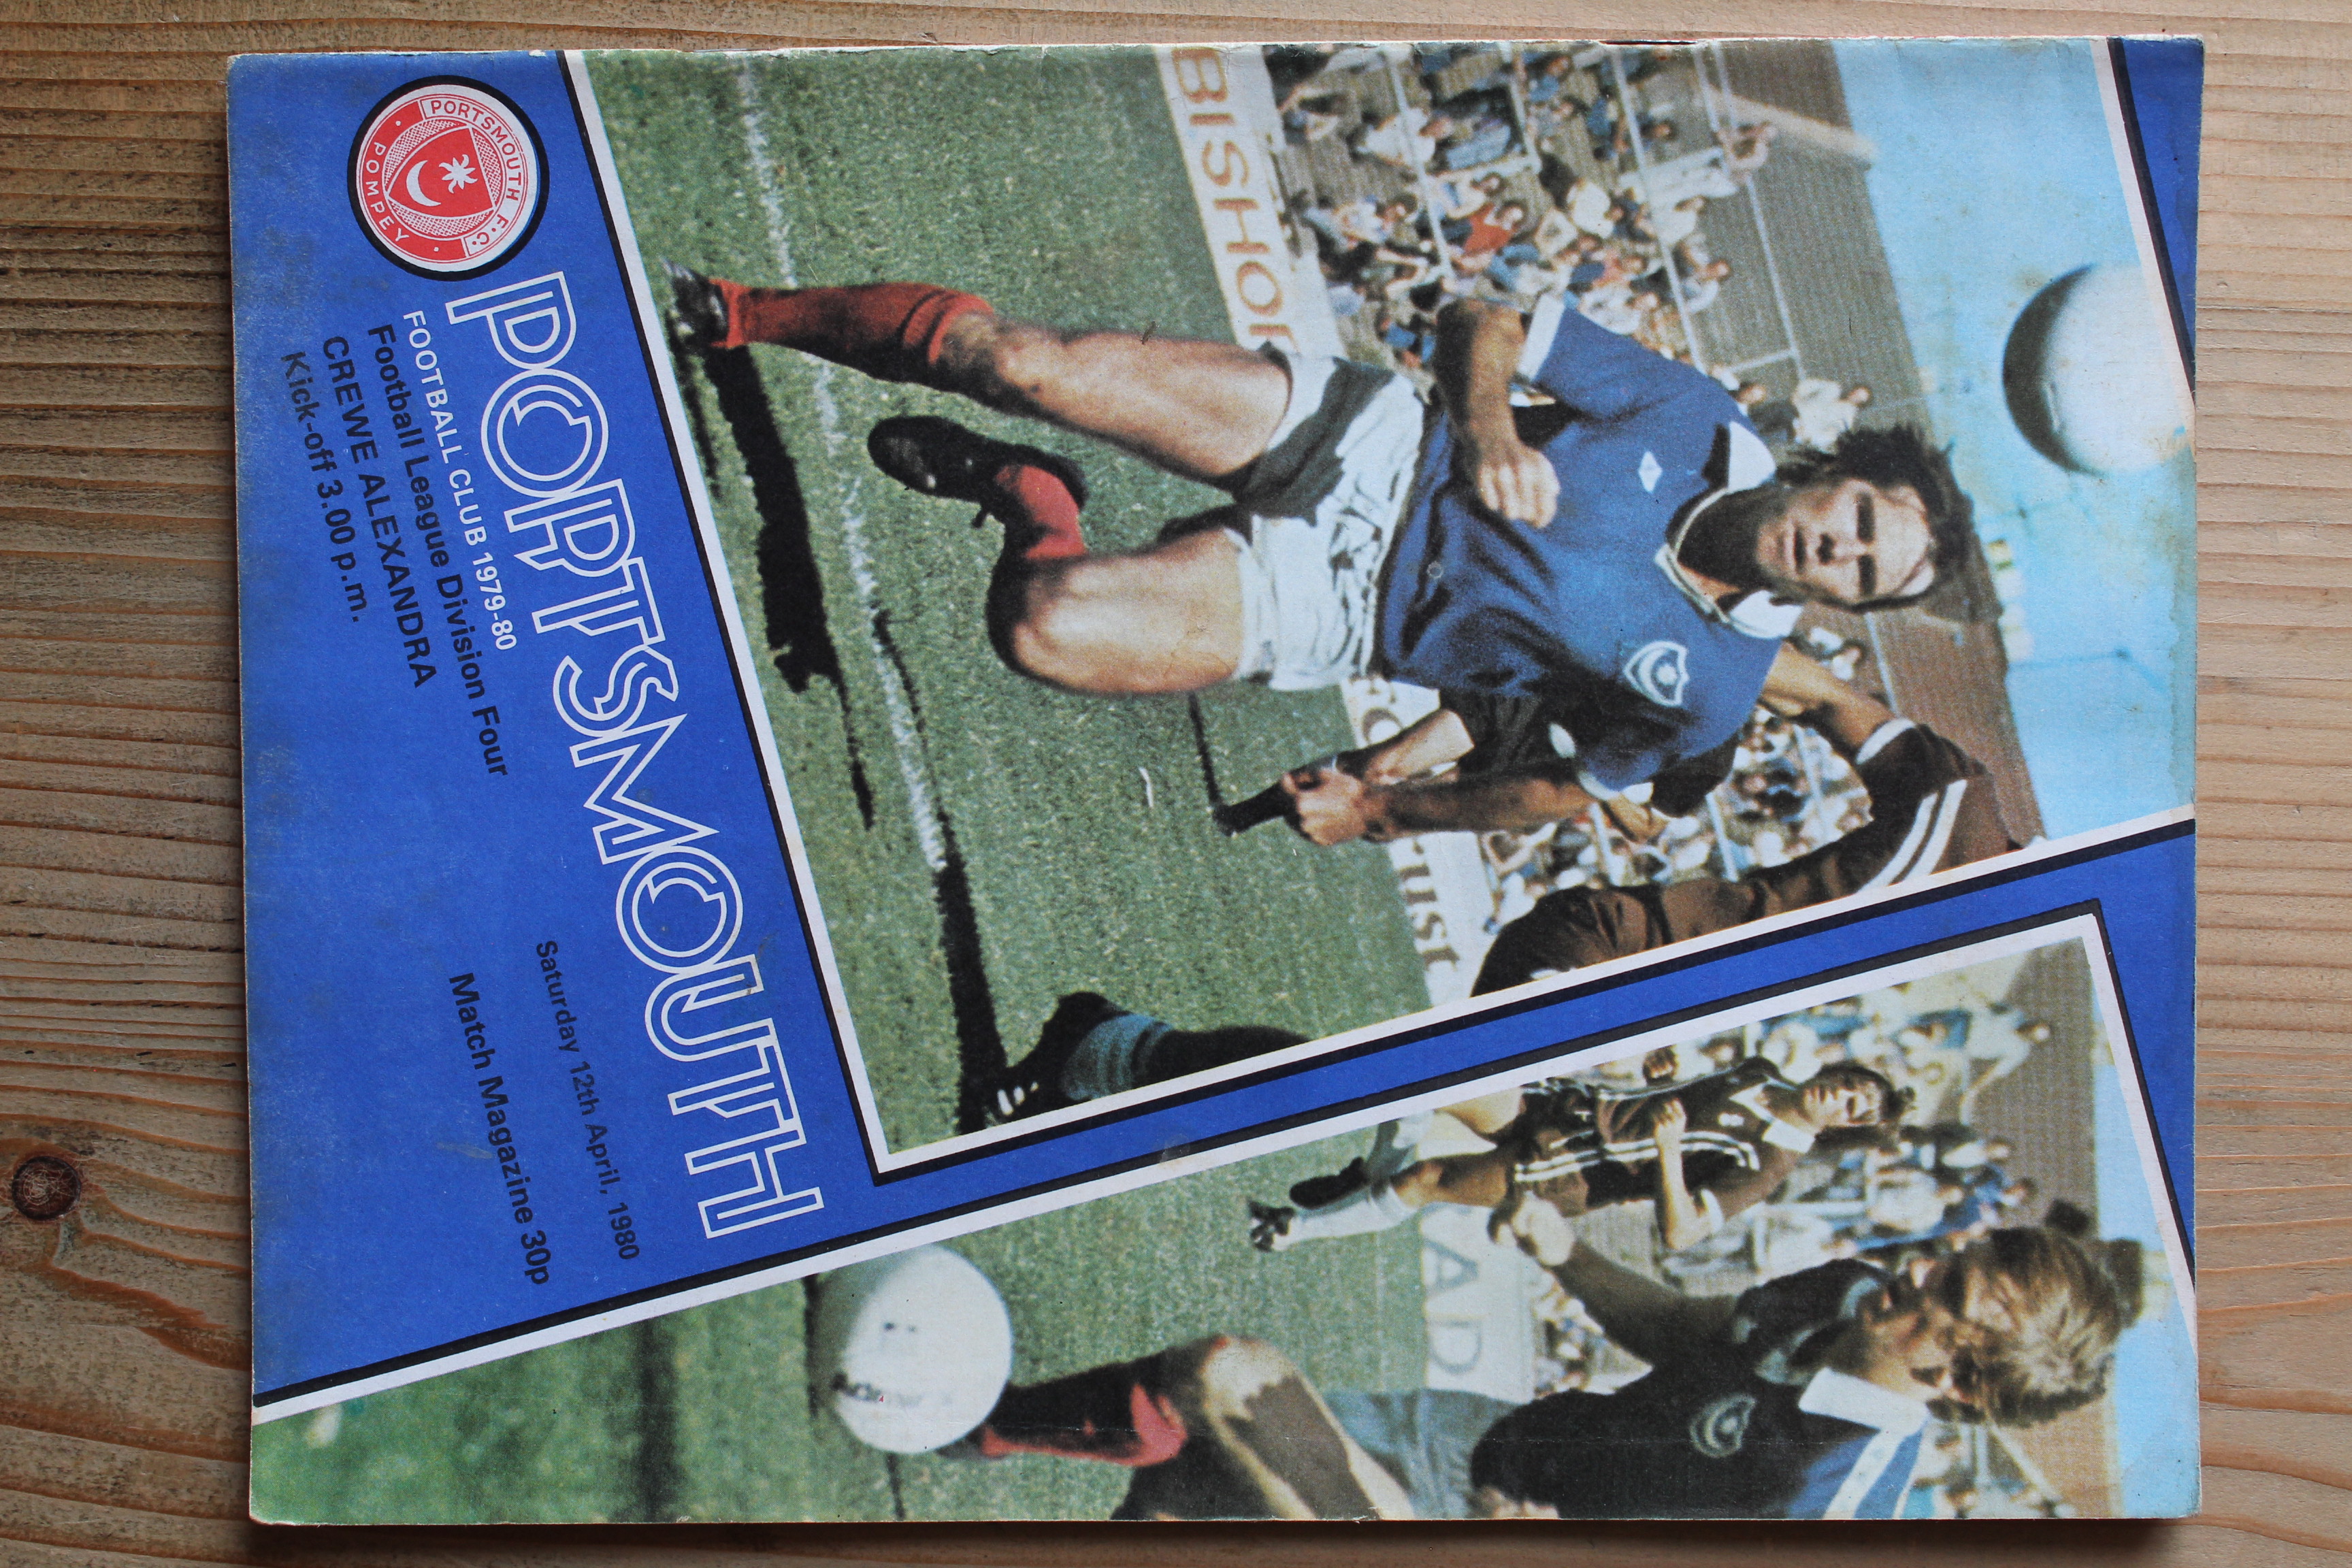 PORTSMOUTH F.C.
POMPEY
PORTSMOUTH
FOOTBALL CLUB 1979-80
Football League Division Four
CREWE ALEXANDRA
Kick-off 3.00 p.m.
Saturday 12th April, 1980
Match Magazine 30p
BISHOP
AD